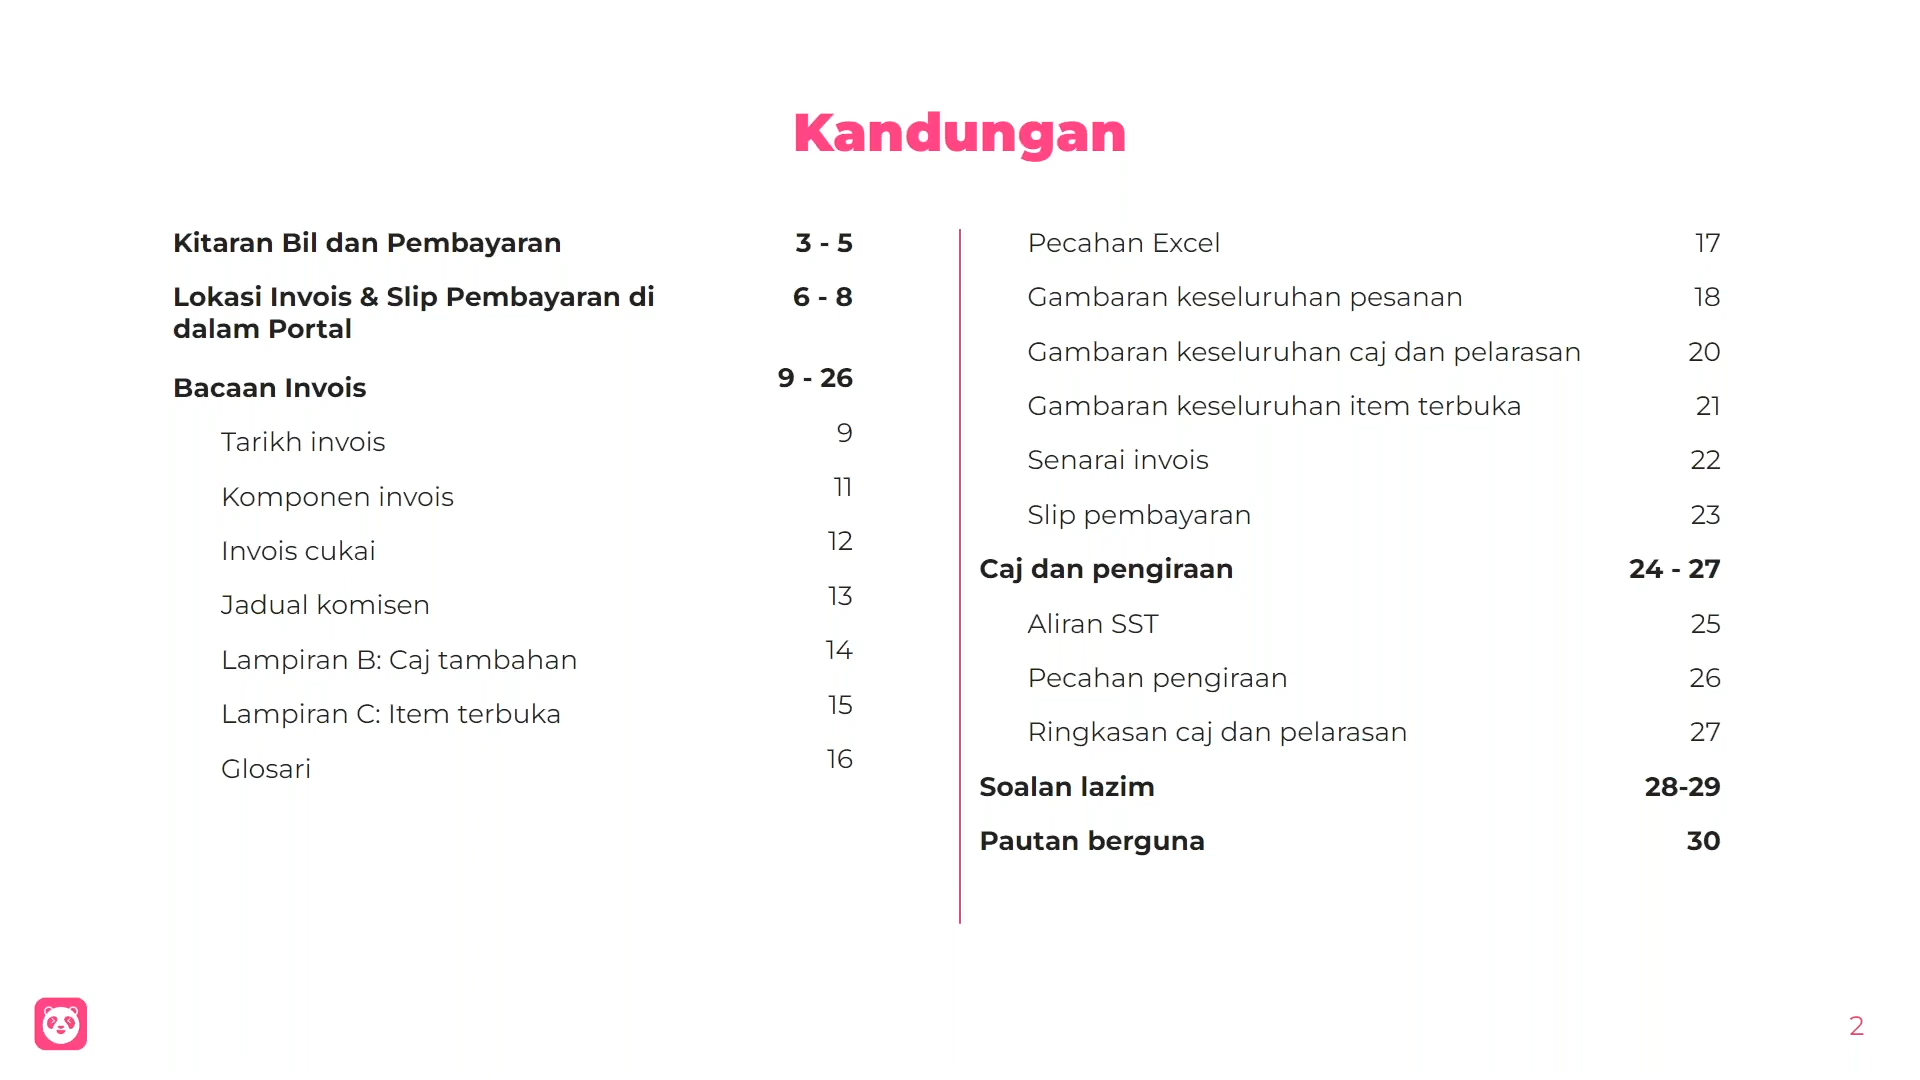 Kandungan
Kitaran Bil dan Pembayaran 3 - 5
Lokasi Invois & Slip Pembayaran di 6 - 8
dalam Portal
Bacaan Invois 9 - 26
Tarikh invois 9
Komponen invois 11
Invois cukai 12
Jadual komisen 13
Lampiran B: Caj tambahan 14
Lampiran C: Item terbuka 15
Glosari 16
Pecahan Excel 17
Gambaran keseluruhan pesanan 18
Gambaran keseluruhan caj dan pelarasan 20
Gambaran keseluruhan item terbuka 21
Senarai invois 22
Slip pembayaran 23
Caj dan pengiraan 24 - 27
Aliran SST 25
Pecahan pengiraan 26
Ringkasan caj dan pelarasan 27
Soalan lazim 28-29
Pautan berguna 30
2